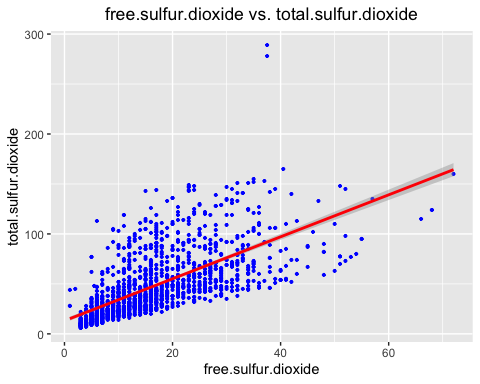 free.sulfur.dioxide vs. total.sulfur.dioxide
300
200
100
0
total.sulfur.dioxide
0 20 40 60
free.sulfur.dioxide